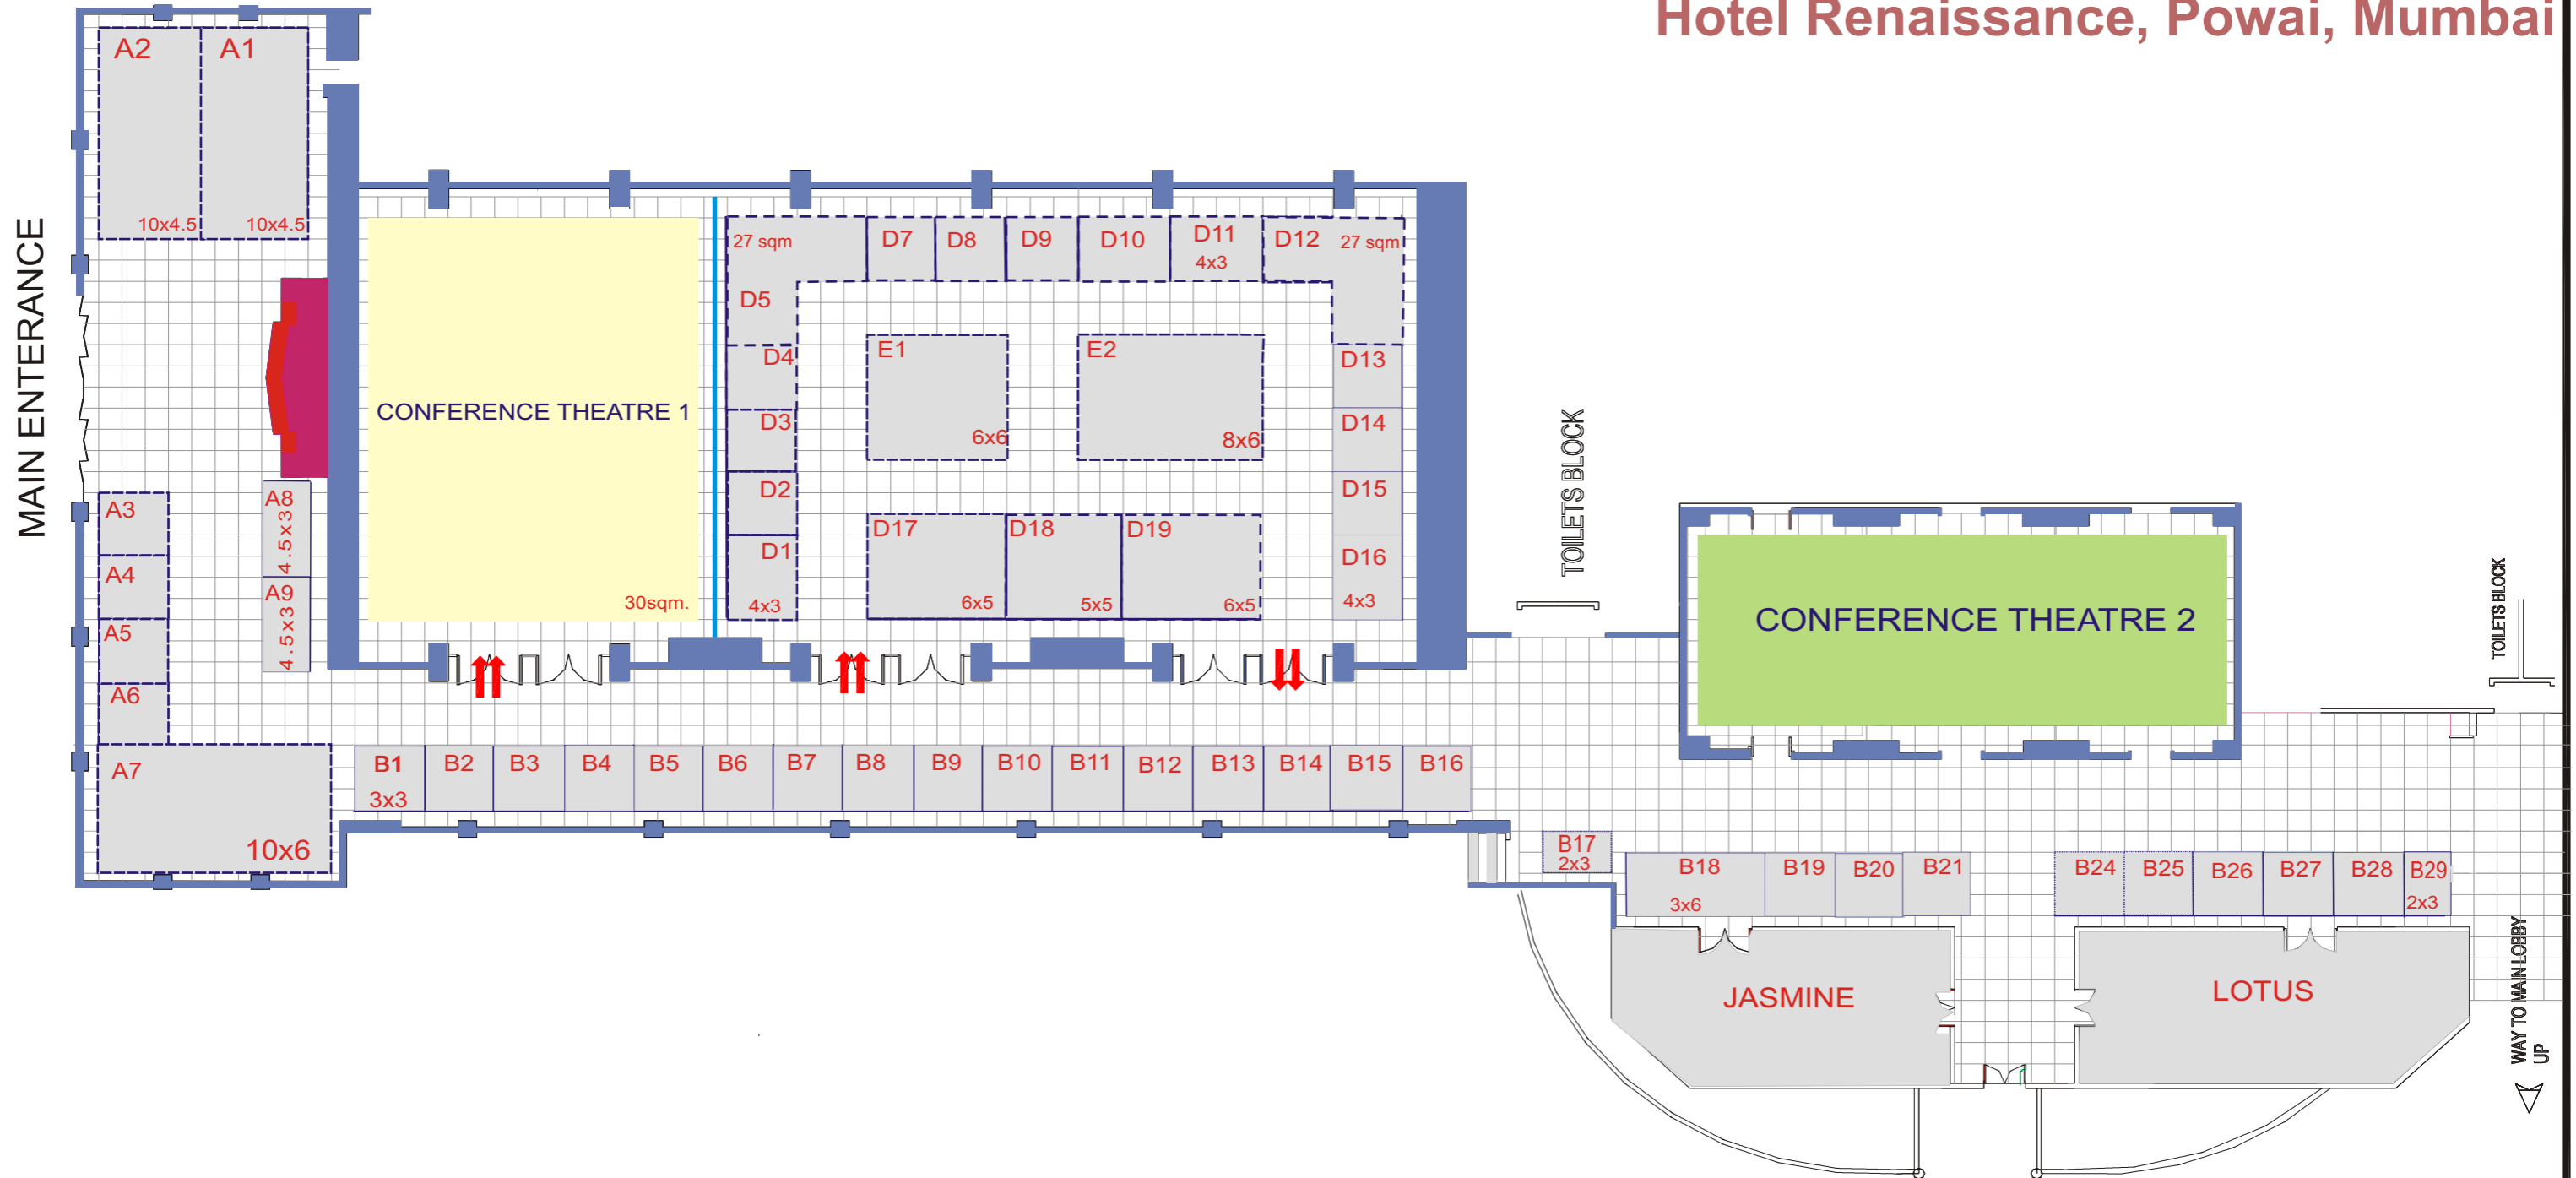 Hotel Renaissance, Powai, Mumbai
MAIN ENTERANCE
A2
A1
10x4.5
10x4.5
A3
A4
A5
A6
A7
10x6
A8
4.5x3
A9
4.5x3
CONFERENCE THEATRE 1
30sqm.
27 sqm
D5
D4
D3
D2
D1
4x3
D7
D8
D9
D10
D11
4x3
D12
27 sqm
E1
6x6
E2
8x6
D13
D14
D15
D16
4x3
D17
6x5
D18
5x5
D19
6x5
B1
3x3
B2
B3
B4
B5
B6
B7
B8
B9
B10
B11
B12
B13
B14
B15
B16
TOILETS BLOCK
CONFERENCE THEATRE 2
TOILETS BLOCK
B17
2x3
B18
3x6
B19
B20
B21
B24
B25
B26
B27
B28
B29
2x3
JASMINE
LOTUS
WAY TO MAIN LOBBY
UP